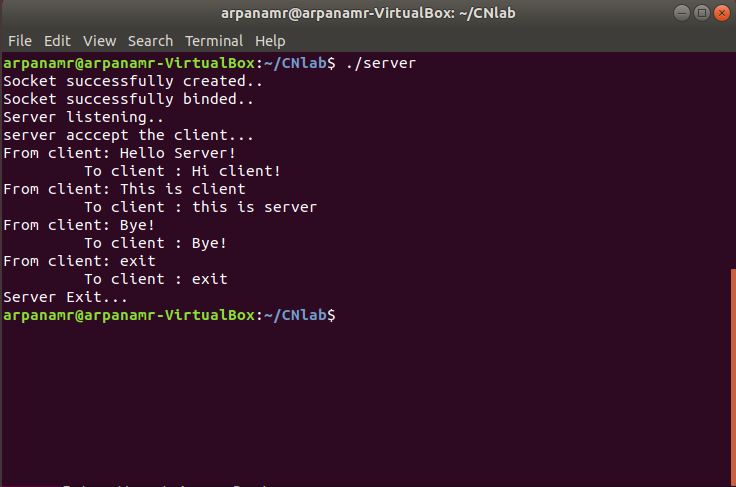 arpanamr@arpanamr-VirtualBox: ~/CNlab
File Edit View Search Terminal Help
arpanamr@arpanamr-VirtualBox:~/CNlab$ ./server
Socket successfully created..
Socket successfully binded..
Server listening..
server acccept the client...
From client: Hello Server!
To client : Hi client!
From client: This is client
To client : this is server
From client: Bye!
To client : Bye!
From client: exit
To client : exit
Server Exit...
arpanamr@arpanamr-VirtualBox:~/CNlab$